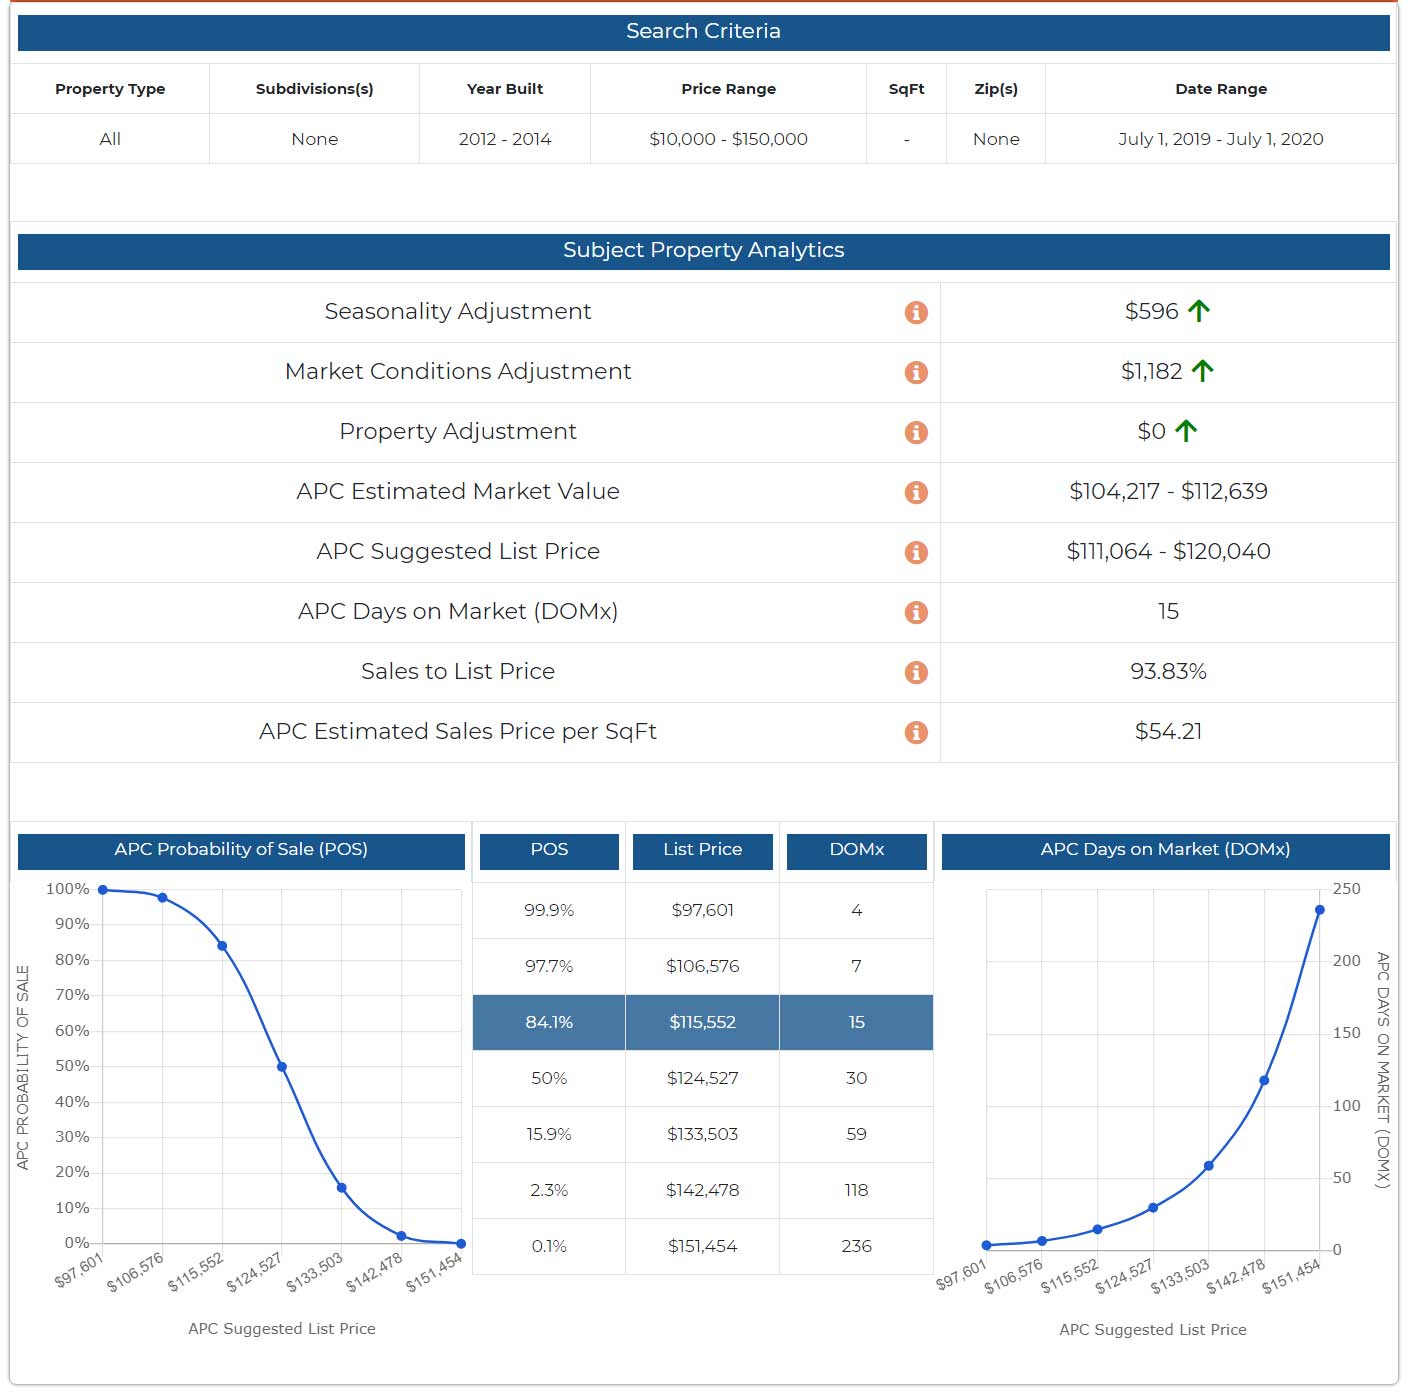 Search Criteria
Property Type Subdivisions(s) Year Built Price Range SqFt Zip(s) Date Range
All None 2012 - 2014 $10,000 - $150,000 - None July 1, 2019 - July 1, 2020
Subject Property Analytics
Seasonality Adjustment $596
Market Conditions Adjustment $1,182
Property Adjustment $0
APC Estimated Market Value $104,217 - $112,639
APC Suggested List Price $111,064 - $120,040
APC Days on Market (DOMx) 15
Sales to List Price 93.83%
APC Estimated Sales Price per SqFt $54.21
APC Probability of Sale (POS)
100%
90%
80%
70%
60%
50%
40%
30%
20%
10%
0%
APC PROBABILITY OF SALE
$97,601 $106,576 $115,552 $124,527 $133,503 $142,478 $151,454
APC Suggested List Price
POS List Price DOMx
99.9% $97,601 4
97.7% $106,576 7
84.1% $115,552 15
50% $124,527 30
15.9% $133,503 59
2.3% $142,478 118
0.1% $151,454 236
APC Days on Market (DOMx)
250
200
150
100
50
0
APC DAYS ON MARKET (DOMX)
$97,601 $106,576 $115,552 $124,527 $133,503 $142,478 $151,454
APC Suggested List Price